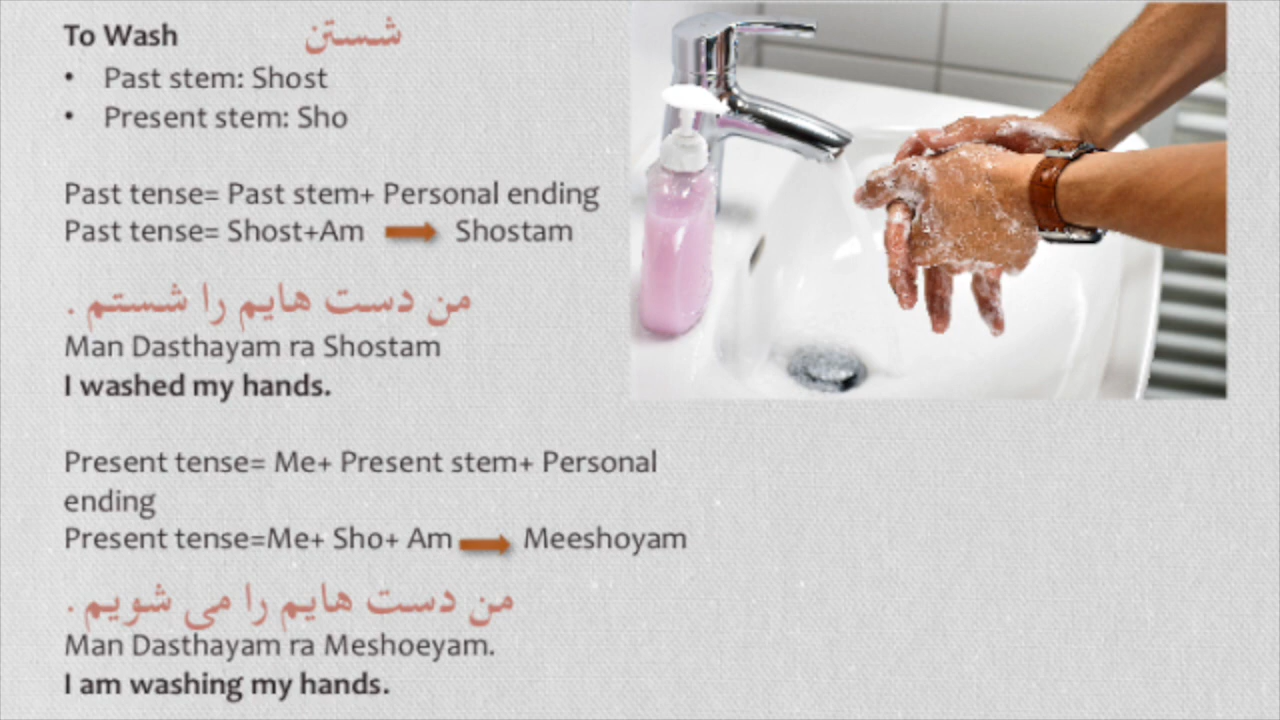 To Wash شستن
• Past stem: Shost
• Present stem: Sho
Past tense= Past stem+ Personal ending
Past tense= Shost+Am Shostam
من دست هایم را شستم .
Man Dasthayam ra Shostam
I washed my hands.
Present tense= Me+ Present stem+ Personal
ending
Present tense=Me+ Sho+ Am Meeshoyam
من دست هایم را می شویم .
Man Dasthayam ra Meshoeyam.
I am washing my hands.